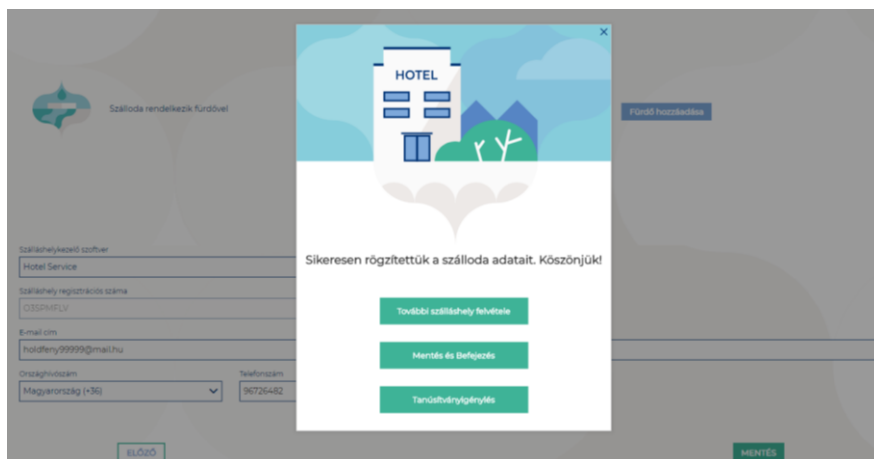 ×
HOTEL
Szálloda rendelkezik fürdővel
Fürdő hozzáadása
Szálláshelykezelő szoftver
Hotel Service
Sikeresen rögzítettük a szálloda adatait. Köszönjük!
Szálláshely regisztrációs száma
O3SPMFLV
További szálláshely felvétele
E-mail cím
holdfeny99999@mail.hu
Mentés és Befejezés
Országhívószám
Telefonszám
Magyarország (+36)
96726482
Tanúsítványigénylés
ELŐZŐ
MENTÉS